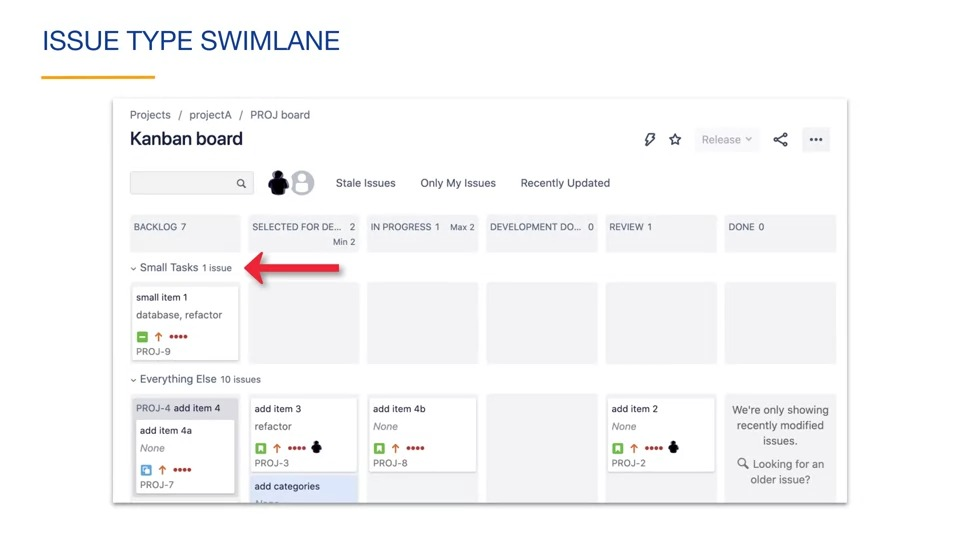 ISSUE TYPE SWIMLANE
Projects / projectA / PROJ board
Kanban board
Release
Stale Issues
Only My Issues
Recently Updated
BACKLOG 7
SELECTED FOR DE... 2
Min 2
IN PROGRESS 1 Max 2
DEVELOPMENT DO... 0
REVIEW 1
DONE 0
Small Tasks 1 issue
small item 1
database, refactor
PROJ-9
Everything Else 10 issues
PROJ-4 add item 4
add item 4a
None
PROJ-7
add item 3
refactor
PROJ-3
add categories
add item 4b
None
PROJ-8
add item 2
None
PROJ-2
We're only showing
recently modified
issues.
Looking for an
older issue?